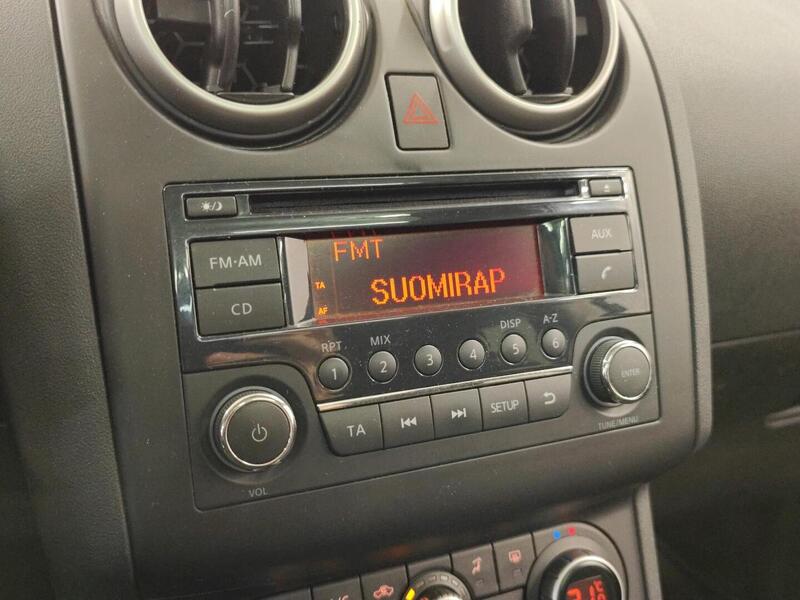 FM·AM
CD
FMT
TA
AF
SUOMIRAP
AUX
RPT
MIX
DISP
A-Z
1
2
3
4
5
6
TA
SETUP
VOL
ENTER
TUNE/MENU